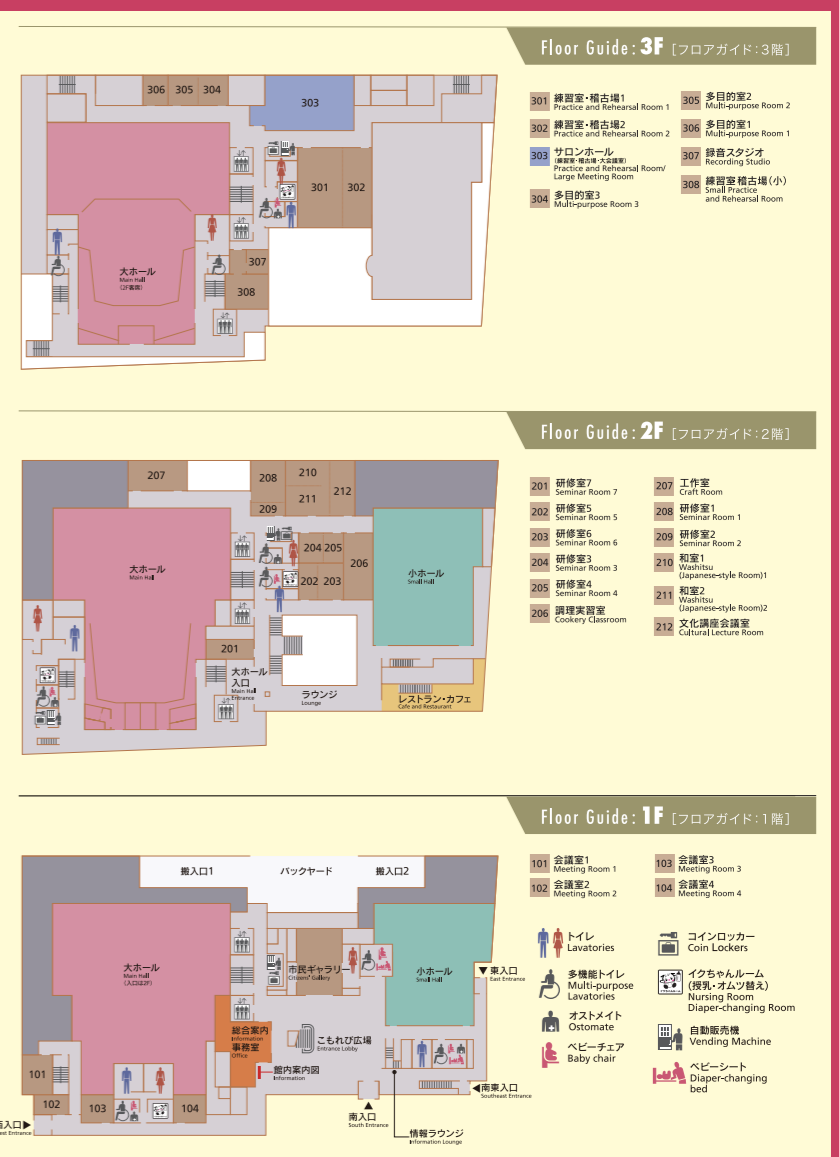 Floor Guide: 3F [フロアガイド:3階]
306
305
304
303
301
302
307
308
大ホール
Main Hall
301 練習室・稽古場1
Practice and Rehearsal Room 1
302 練習室・稽古場2
Practice and Rehearsal Room 2
303 サロンホール
(練習室・稽古場・大会議室)
Practice and Rehearsal Room/
Large Meeting Room
304 多目的室3
Multi-purpose Room 3
305 多目的室2
Multi-purpose Room 2
306 多目的室1
Multi-purpose Room 1
307 録音スタジオ
Recording Studio
308 練習室 稽古場(小)
Small Practice
and Rehearsal Room
Floor Guide: 2F [フロアガイド:2階]
207
208
209
210
211
212
204
205
202
203
206
201
大ホール
Main Hall
小ホール
Small Hall
大ホール
入口
Main Hall
Entrance
ラウンジ
Lounge
レストラン・カフェ
Cafe and Restaurant
201 研修室7
Seminar Room 7
202 研修室5
Seminar Room 5
203 研修室6
Seminar Room 6
204 研修室3
Seminar Room 3
205 研修室4
Seminar Room 4
206 調理実習室
Cookery Classroom
207 工作室
Craft Room
208 研修室1
Seminar Room 1
209 研修室2
Seminar Room 2
210 和室1
Washitsu
(Japanese-style Room)1
211 和室2
Washitsu
(Japanese-style Room)2
212 文化講座会議室
Cultural Lecture Room
Floor Guide: 1F [フロアガイド:1階]
搬入口1
バックヤード
搬入口2
大ホール
Main Hall
(入口は2F)
市民ギャラリー
Citizens' Gallery
小ホール
Small Hall
▼東入口
East Entrance
総合案内
Information
事務室
Office
こもれび広場
Entrance Lobby
館内案内図
Information
101
102
103
104
◀南東入口
Southeast Entrance
▲
南入口
South Entrance
情報ラウンジ
Information Lounge
入口▶
Entrance
101 会議室1
Meeting Room 1
102 会議室2
Meeting Room 2
103 会議室3
Meeting Room 3
104 会議室4
Meeting Room 4
トイレ
Lavatories
多機能トイレ
Multi-purpose
Lavatories
オストメイト
Ostomate
ベビーチェア
Baby chair
コインロッカー
Coin Lockers
イクちゃんルーム
(授乳・オムツ替え)
Nursing Room
Diaper-changing Room
自動販売機
Vending Machine
ベビーシート
Diaper-changing
bed